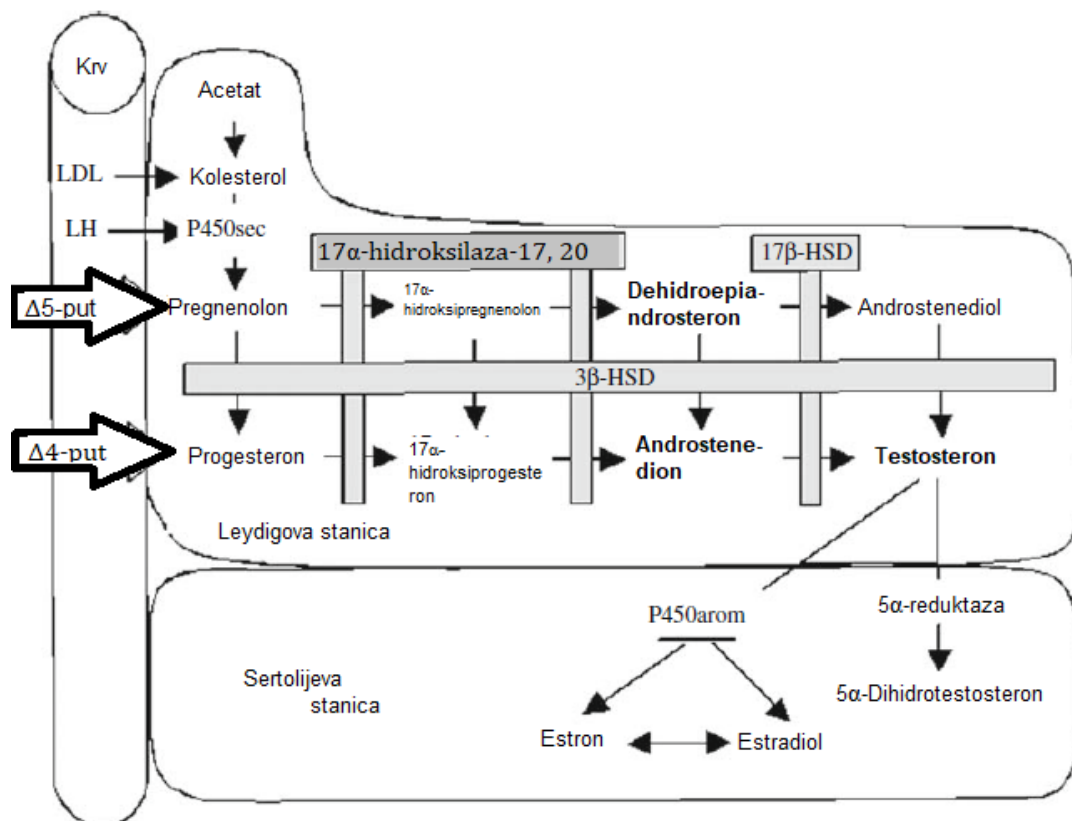 Krv
Acetat
LDL
Kolesterol
LH
P450sec
17α-hidroksilaza-17, 20
17β-HSD
Δ5-put
Pregnenolon
17α-
hidroksipregnenolon
Dehidroepia-
ndrosteron
Androstenediol
3β-HSD
Δ4-put
Progesteron
17α-
hidroksiprogeste
ron
Androstene-
dion
Testosteron
Leydigova stanica
P450arom
5α-reduktaza
Sertolijeva
stanica
5α-Dihidrotestosteron
Estron
Estradiol